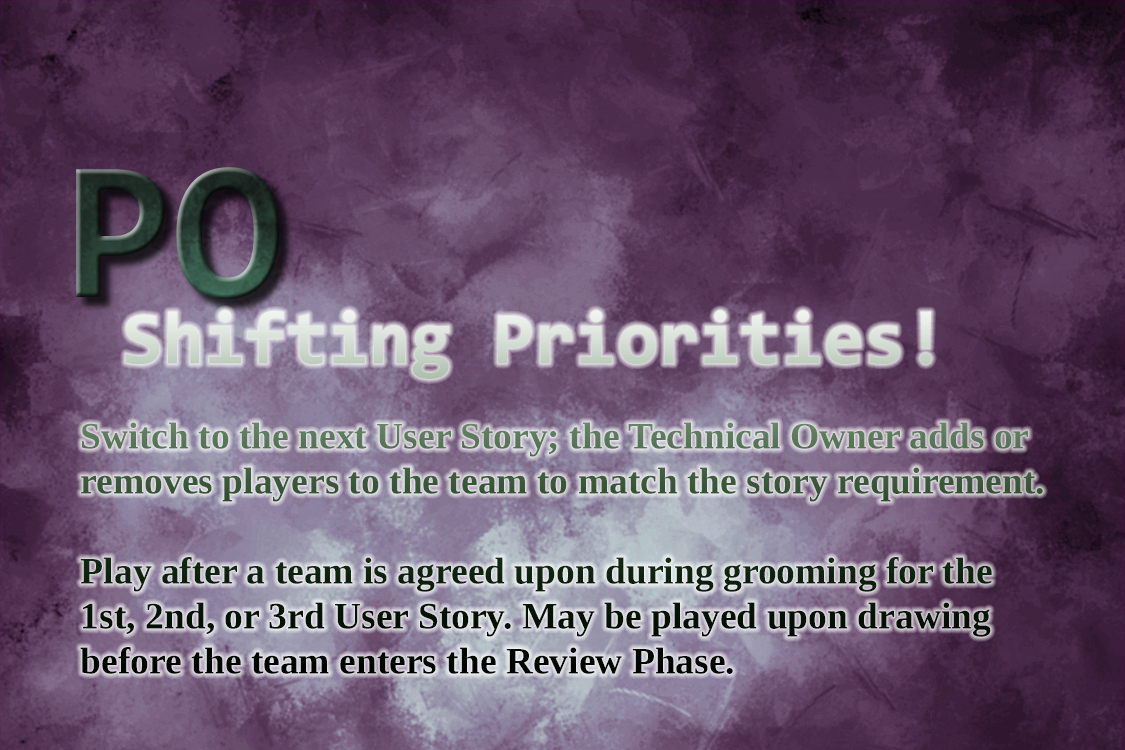 PO
Shifting Priorities!
Switch to the next User Story; the Technical Owner adds or
removes players to the team to match the story requirement.
Play after a team is agreed upon during grooming for the
1st, 2nd, or 3rd User Story. May be played upon drawing
before the team enters the Review Phase.